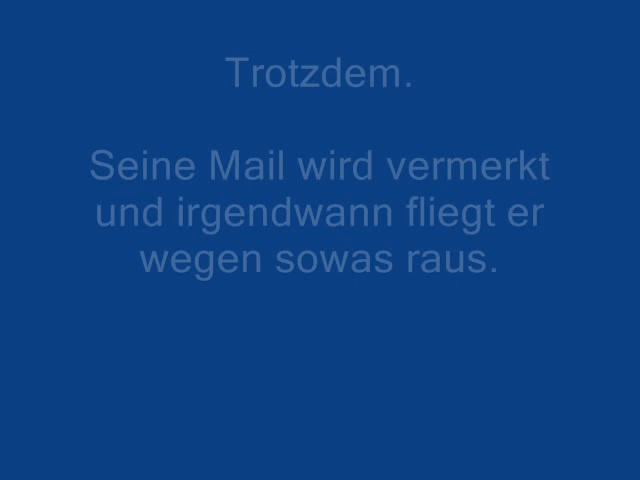 Trotzdem.
Seine Mail wird vermerkt
und irgendwann fliegt er
wegen sowas raus.